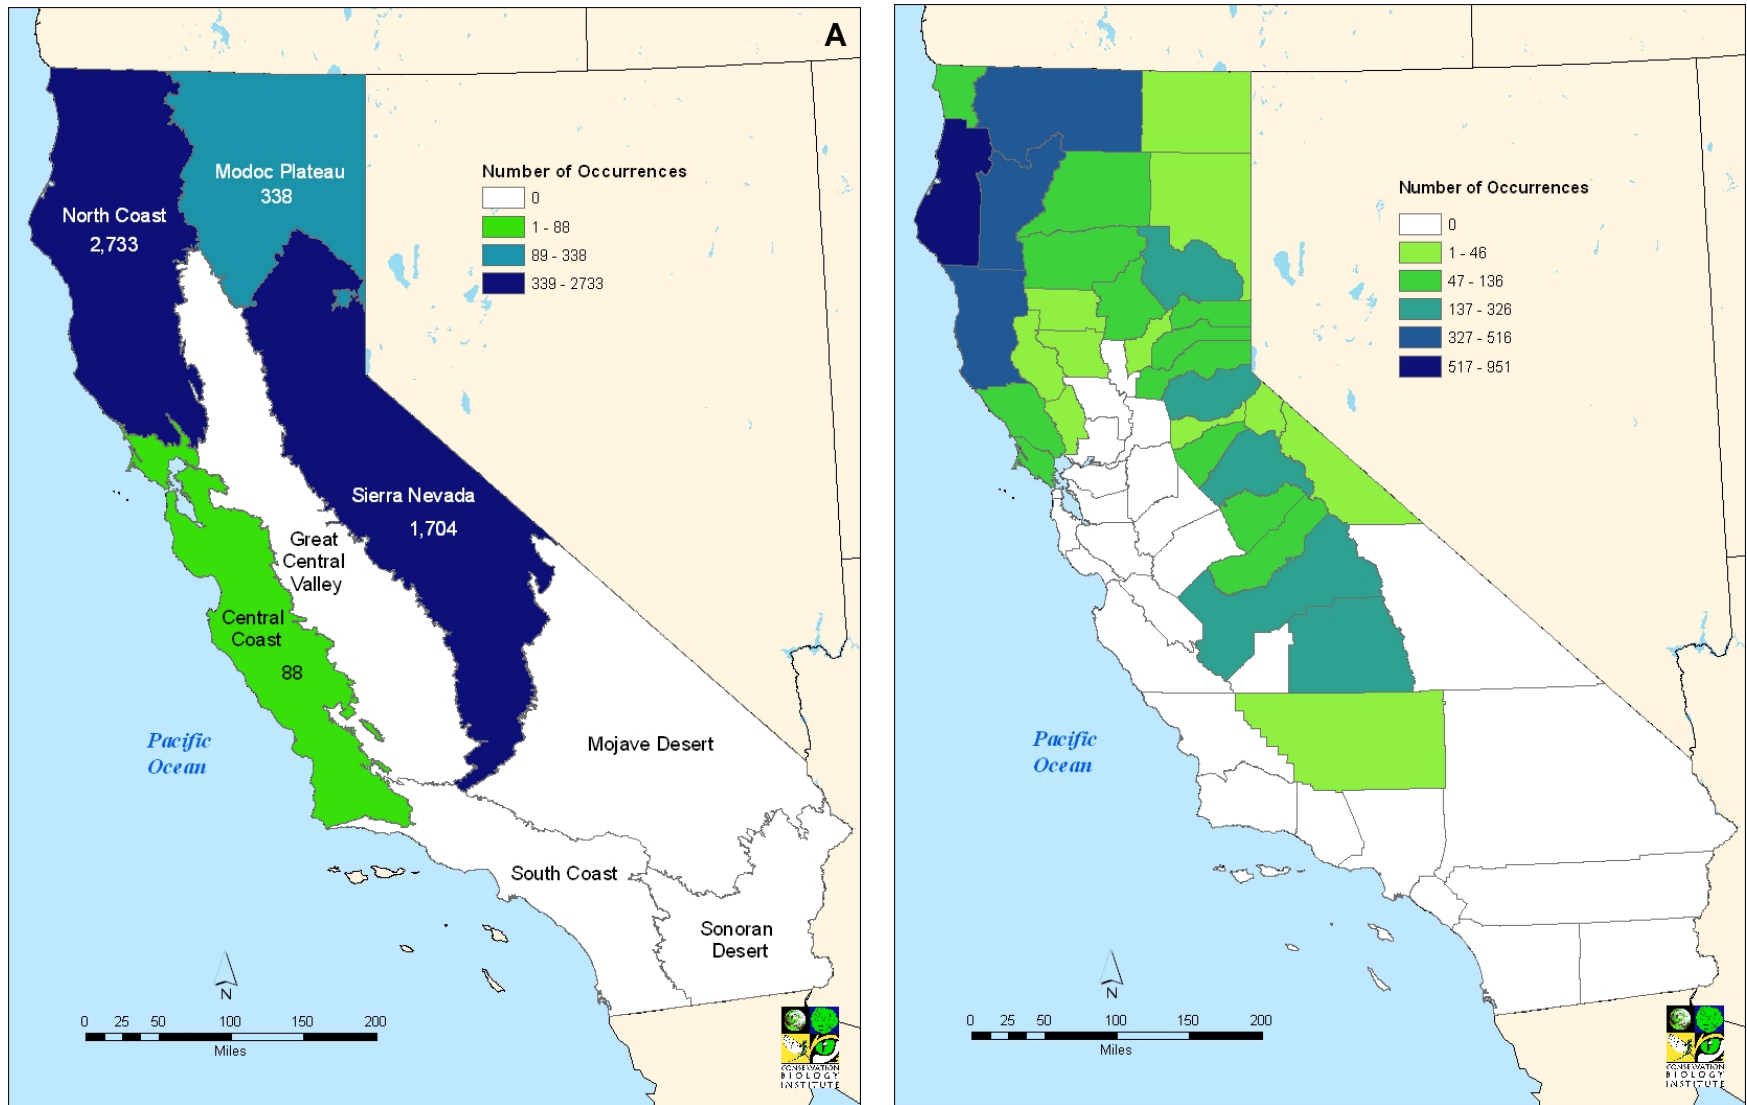 A
Modoc Plateau
338
North Coast
2,733
Number of Occurrences
0
1 - 88
89 - 338
339 - 2733
Sierra Nevada
1,704
Great
Central
Valley
Central
Coast
88
Pacific
Ocean
Mojave Desert
South Coast
Sonoran
Desert
N
0 25 50 100 150 200
Miles
CONSERVATION
BIOLOGY
INSTITUTE
Number of Occurrences
0
1 - 46
47 - 136
137 - 326
327 - 516
517 - 951
Pacific
Ocean
N
0 25 50 100 150 200
Miles
CONSERVATION
BIOLOGY
INSTITUTE